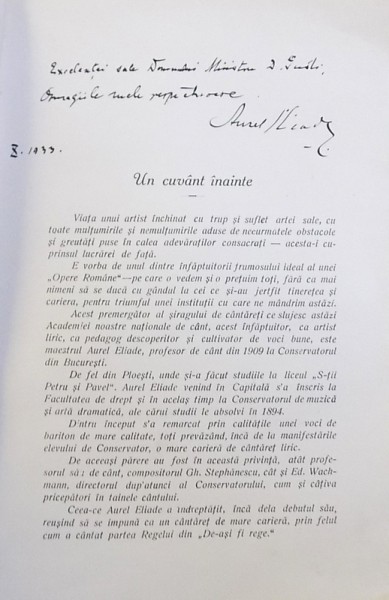 Excelenței sale Domnului Ministru D. Gusti,
Omagiile mele respectuoase
Aurel Eliade
X. 1933.
Un cuvânt înainte
Viața unui artist închinat cu trup și suflet artei sale, cu
toate mulțumirile și nemulțumirile aduse de neeurmatele obstacole
și greutăți puse în calea adevăraților consacrați — acesta-i cu-
prinsul lucrărei de față.
E vorba de unul dintre înfăptuitorii frumosului ideal al unei
„Opere Române"—pe care o vedem și o prețuim toți, fără ca mai
nimeni să se ducă cu gândul la cei ce și-au jertfit tinerețea și
cariera, pentru triumful unei instituții cu care ne mândrim astăzi.
Acest premergător al șiragului de cântăreți ce slujesc astăzi
Academiei noastre naționale de cânt, acest înfăptuitor, ca artist
liric, ca pedagog descoperitor și cultivator de voci bune, este
maestrul Aurel Eliade, profesor de cânt din 1909 la Conservatorul
din București.
De fel din Ploești, unde și-a făcut studiile la liceul „S-ții
Petru și Pavel". Aurel Eliade venind în Capitală s'a înscris la
Facultatea de drept și în acelaș timp la Conservatorul de muzică
și artă dramatică, ale cărui studii le absolvi în 1894.
D'ntru început s'a remarcat prin calitățile unei voci de
bariton de mare calitate, toți prevăzând, încă de la manifestările
elevului de Conservator, o mare carieră de cântăreț liric.
De aceeași părere au fost în această privință, atât profe-
sorul să : de cânt, compozitorul Gh. Stephănescu, cât și Ed. Wach-
mann, directorul dup'atunci al Conservatorului, cum și câțiva
pricepători în tainele cântului.
Ceea-ce Aurel Eliade a îndreptățit, încă dela debutul său,
reușind să se impună ca un cântăreț de mare carieră, prin felul
cum a cântat partea Regelui din „De-ași fi rege."